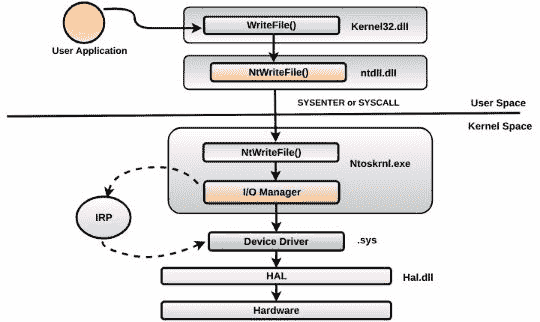 WriteFile()
Kernel32.dll
User Application
NtWriteFile()
ntdll.dll
SYSENTER or SYSCALL
User Space
Kernel Space
NtWriteFile()
Ntoskrnl.exe
I/O Manager
IRP
Device Driver
.sys
HAL
Hal.dll
Hardware